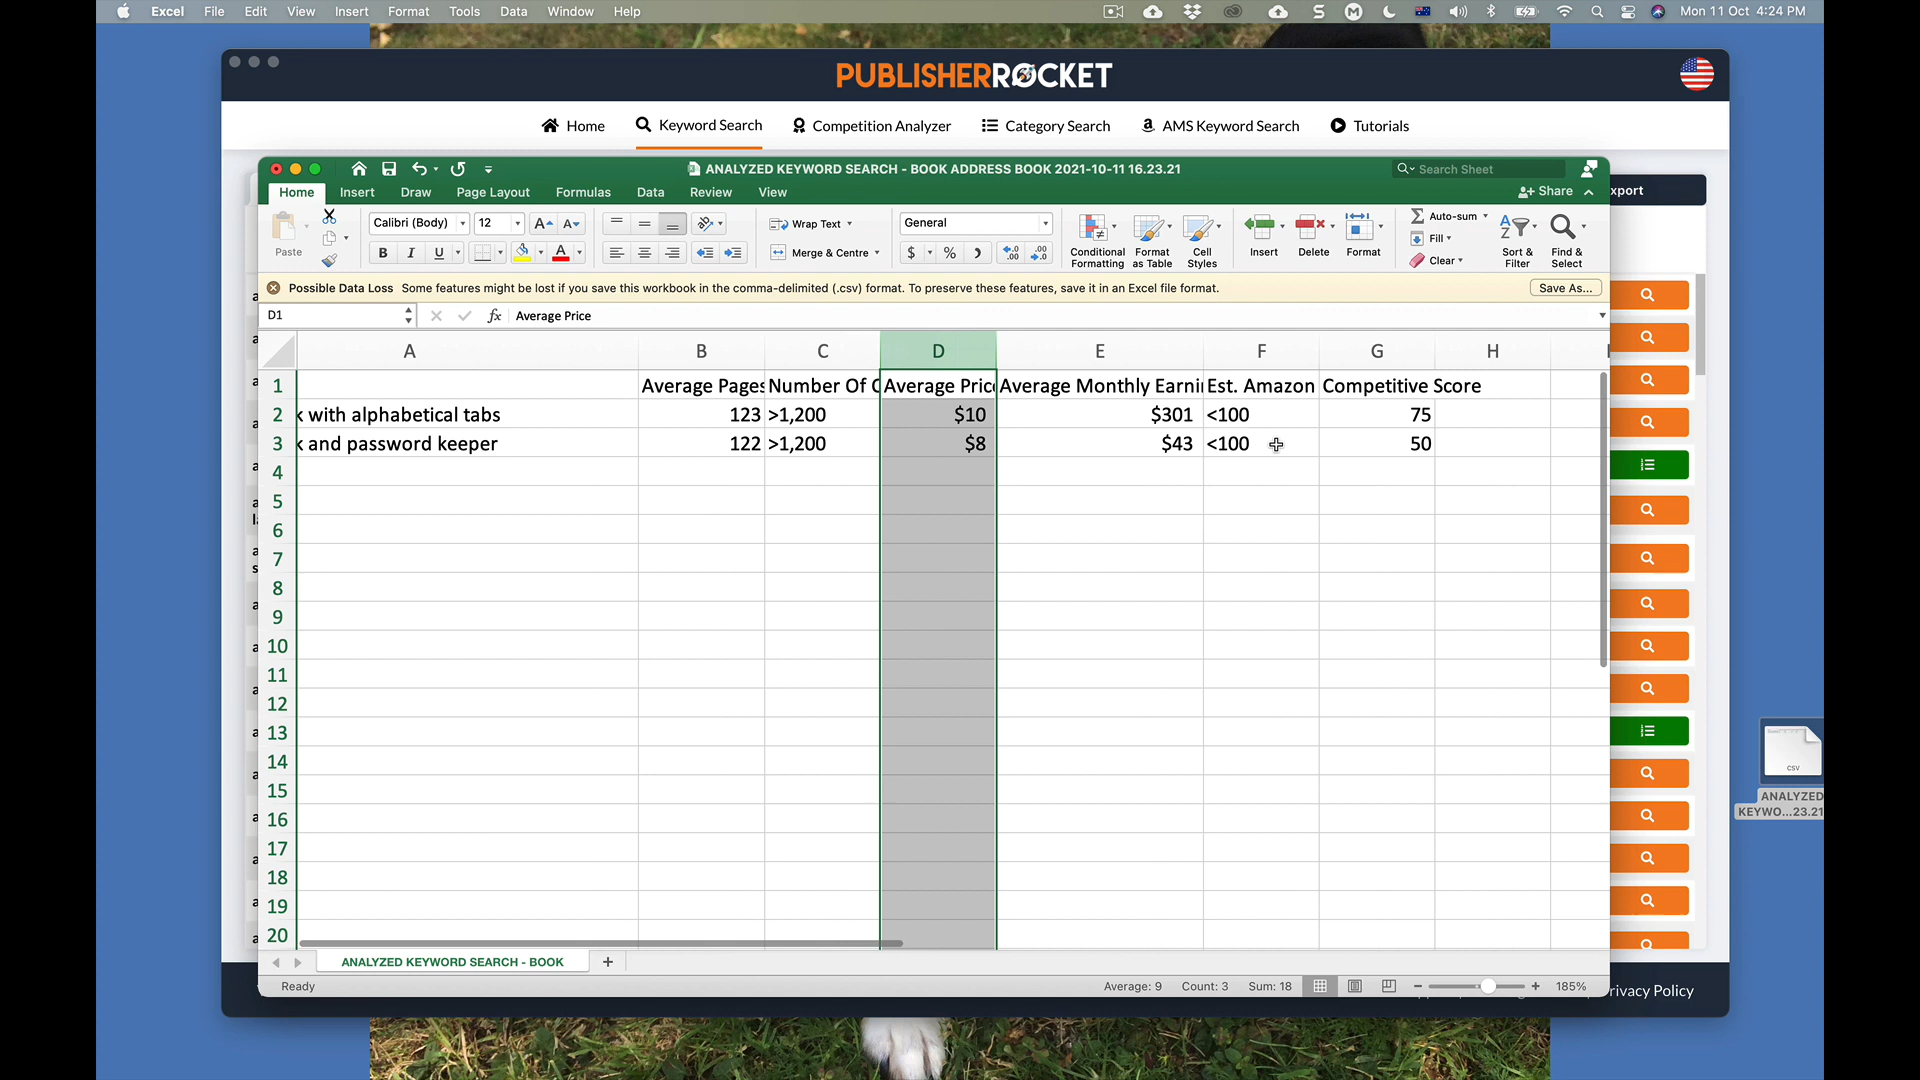 Excel File Edit View Insert Format Tools Data Window Help Mon 11 Oct 4:24 PM
PUBLISHERROCKET
Home Keyword Search Competition Analyzer Category Search AMS Keyword Search Tutorials
ANALYZED KEYWORD SEARCH - BOOK ADDRESS BOOK 2021-10-11 16.23.21 Search Sheet
Home Insert Draw Page Layout Formulas Data Review View Share
xport
Calibri (Body) 12 Wrap Text General Auto-sum
Paste Merge & Centre Conditional Formatting Format as Table Cell Styles Insert Delete Format Fill Clear Sort & Filter Find & Select
Possible Data Loss Some features might be lost if you save this workbook in the comma-delimited (.csv) format. To preserve these features, save it in an Excel file format. Save As...
D1 fx Average Price
A B C D E F G H
1 Average Pages Number Of Average Price Average Monthly Earni Est. Amazon Competitive Score
2 k with alphabetical tabs 123 >1,200 $10 $301 <100 75
3 k and password keeper 122 >1,200 $8 $43 <100 50
4
5
6
7
8
9
10
11
12
13
14
15
16
17
18
19
20
csv
ANALYZED
KEYWO...23.21
ANALYZED KEYWORD SEARCH - BOOK +
Ready Average: 9 Count: 3 Sum: 18 185%
rivacy Policy